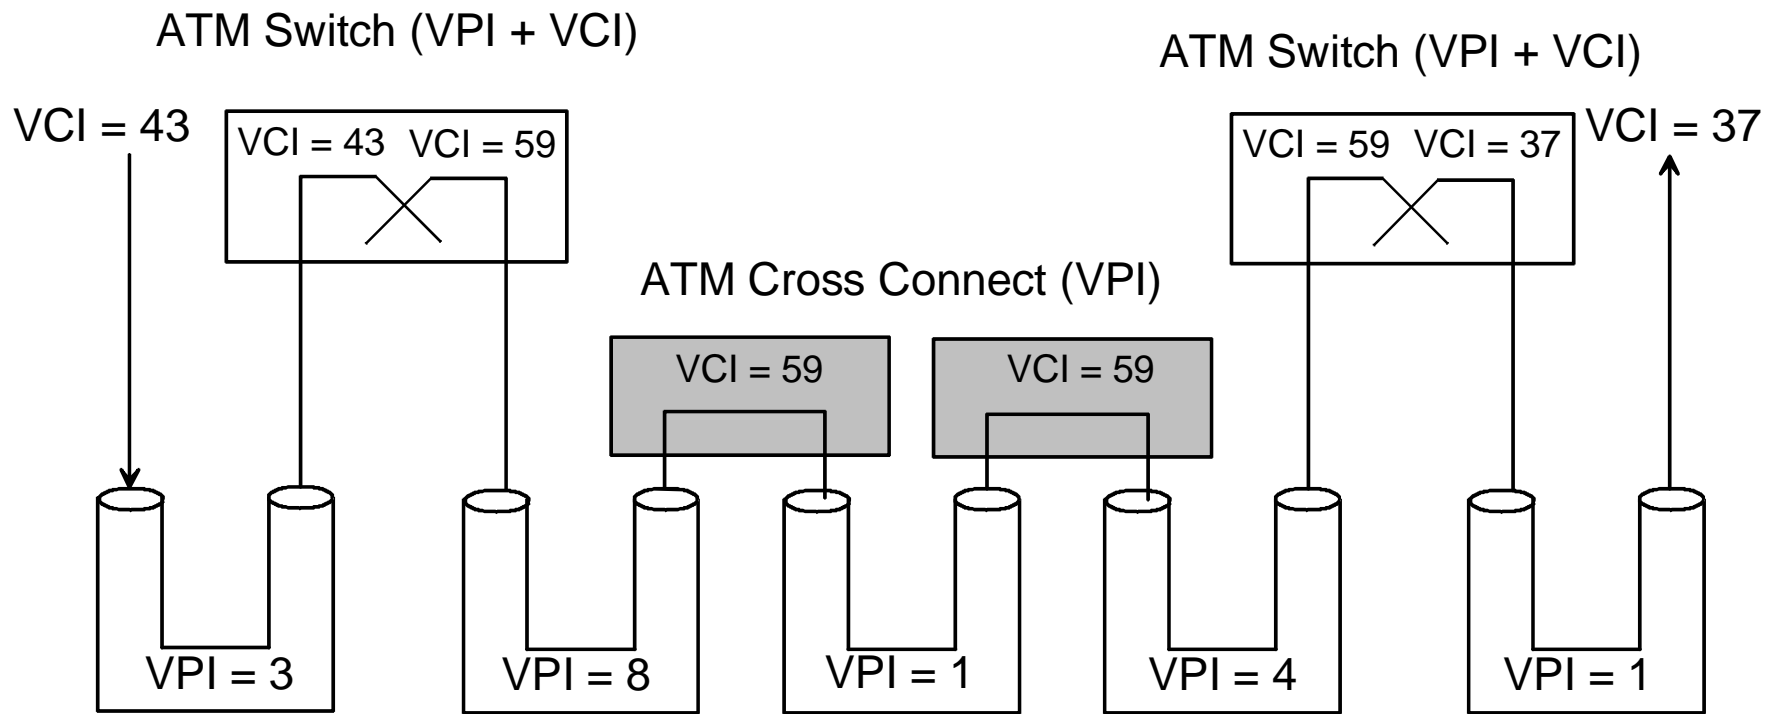 ATM Switch (VPI + VCI)
ATM Switch (VPI + VCI)
VCI = 43
VCI = 43 VCI = 59
VCI = 59 VCI = 37
VCI = 37
ATM Cross Connect (VPI)
VCI = 59
VCI = 59
VPI = 3
VPI = 8
VPI = 1
VPI = 4
VPI = 1